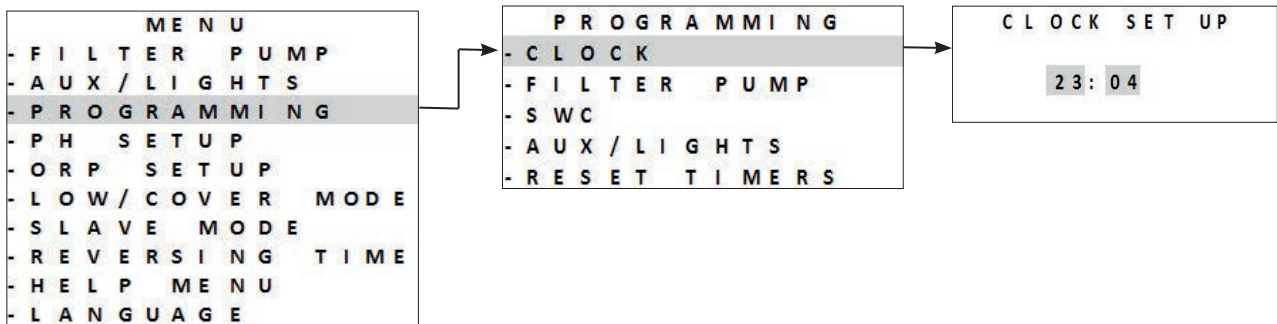 MENU
- FILTER PUMP
- AUX/LIGHTS
- PROGRAMMING
- PH SETUP
- ORP SETUP
- LOW/COVER MODE
- SLAVE MODE
- REVERSING TIME
- HELP MENU
- LANGUAGE
PROGRAMMING
- CLOCK
- FILTER PUMP
- SWC
- AUX/LIGHTS
- RESET TIMERS
CLOCK SET UP
23:04